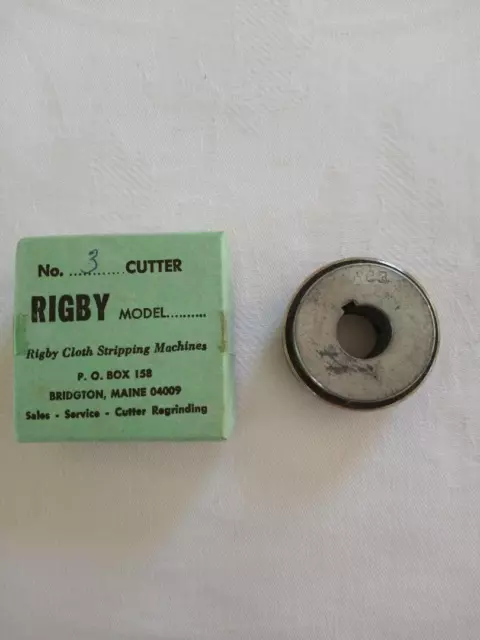 No. ..3.......... CUTTER
RIGBY MODEL.........
Rigby Cloth Stripping Machines
P. O. BOX 158
BRIDGTON, MAINE 04009
Sales - Service - Cutter Regrinding